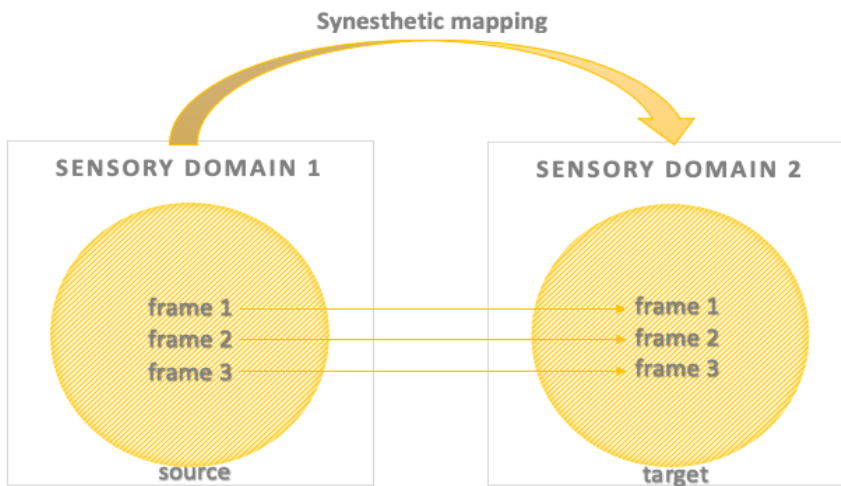 Synesthetic mapping
SENSORY DOMAIN 1
SENSORY DOMAIN 2
frame 1
frame 2
frame 3
source
frame 1
frame 2
frame 3
target